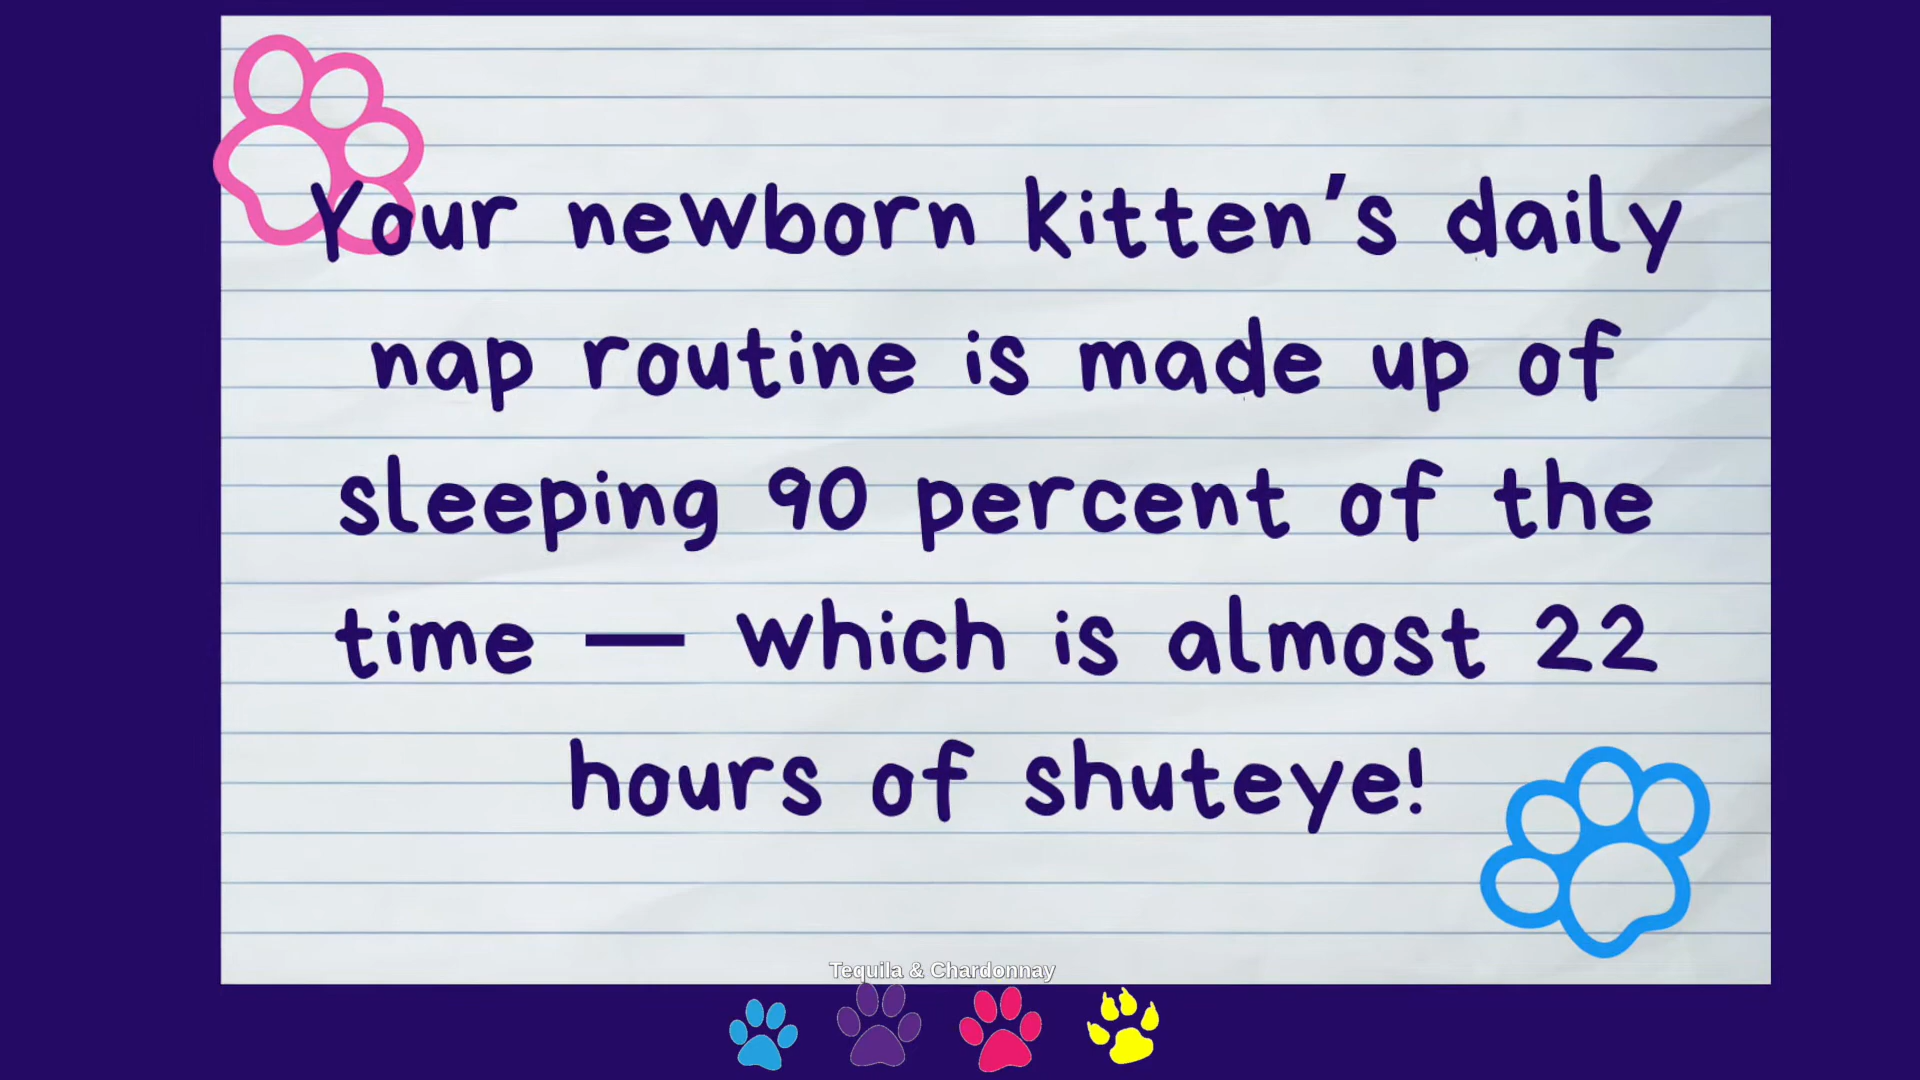 Your newborn kitten's daily
nap routine is made up of
sleeping 90 percent of the
time — which is almost 22
hours of shuteye!
Tequila & Chardonnay